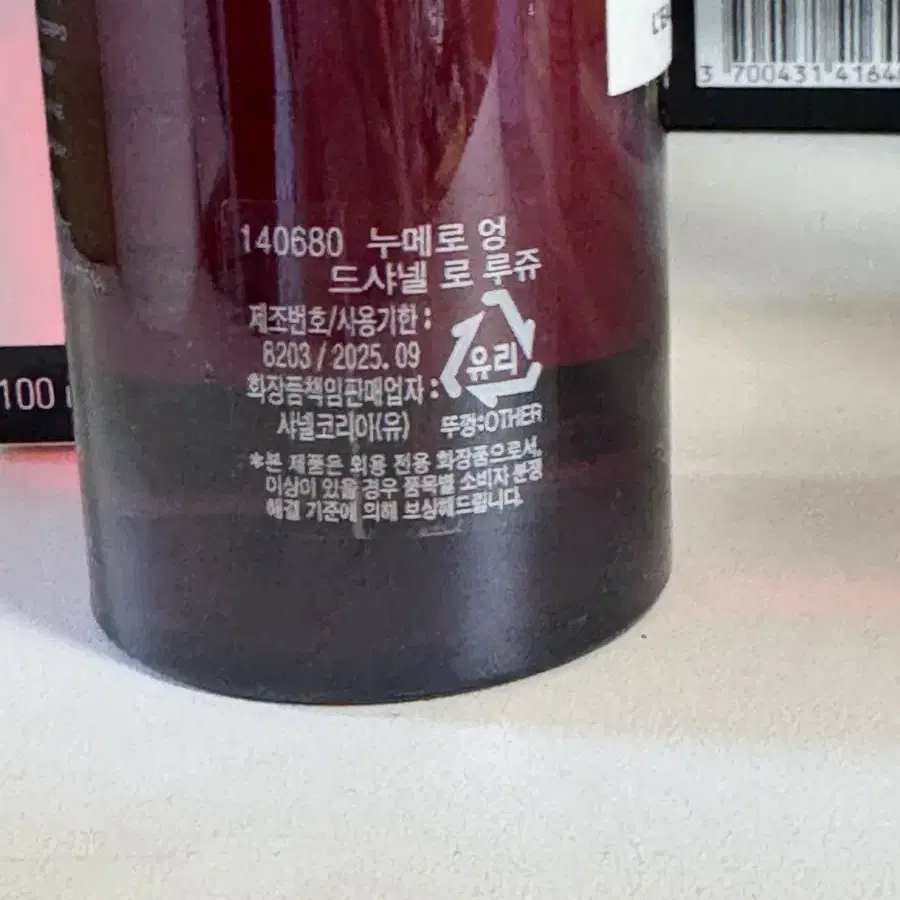 3 700431 4164
100
140680 누메로 엉
드샤넬 로 루쥬
제조번호/사용기한 :
8203 / 2025. 09
화장품책임판매업자 :
샤넬코리아(유)
유리
뚜껑:OTHER
*본 제품은 외용 전용 화장품으로서,
이상이 있을 경우 품목별 소비자 분쟁
해결 기준에 의해 보상해드립니다.